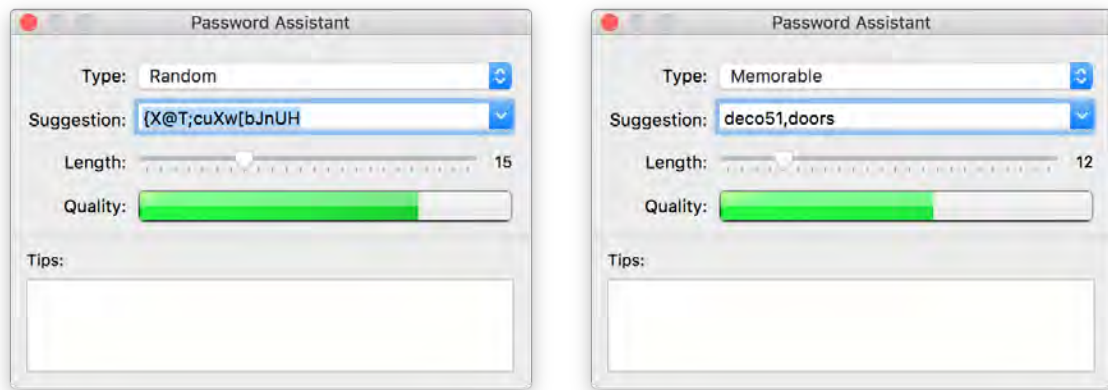 Password Assistant
Type: Random
Suggestion: {X@T;cuXw[bJnUH
Length: 15
Quality:
Tips:
Password Assistant
Type: Memorable
Suggestion: deco51,doors
Length: 12
Quality:
Tips: